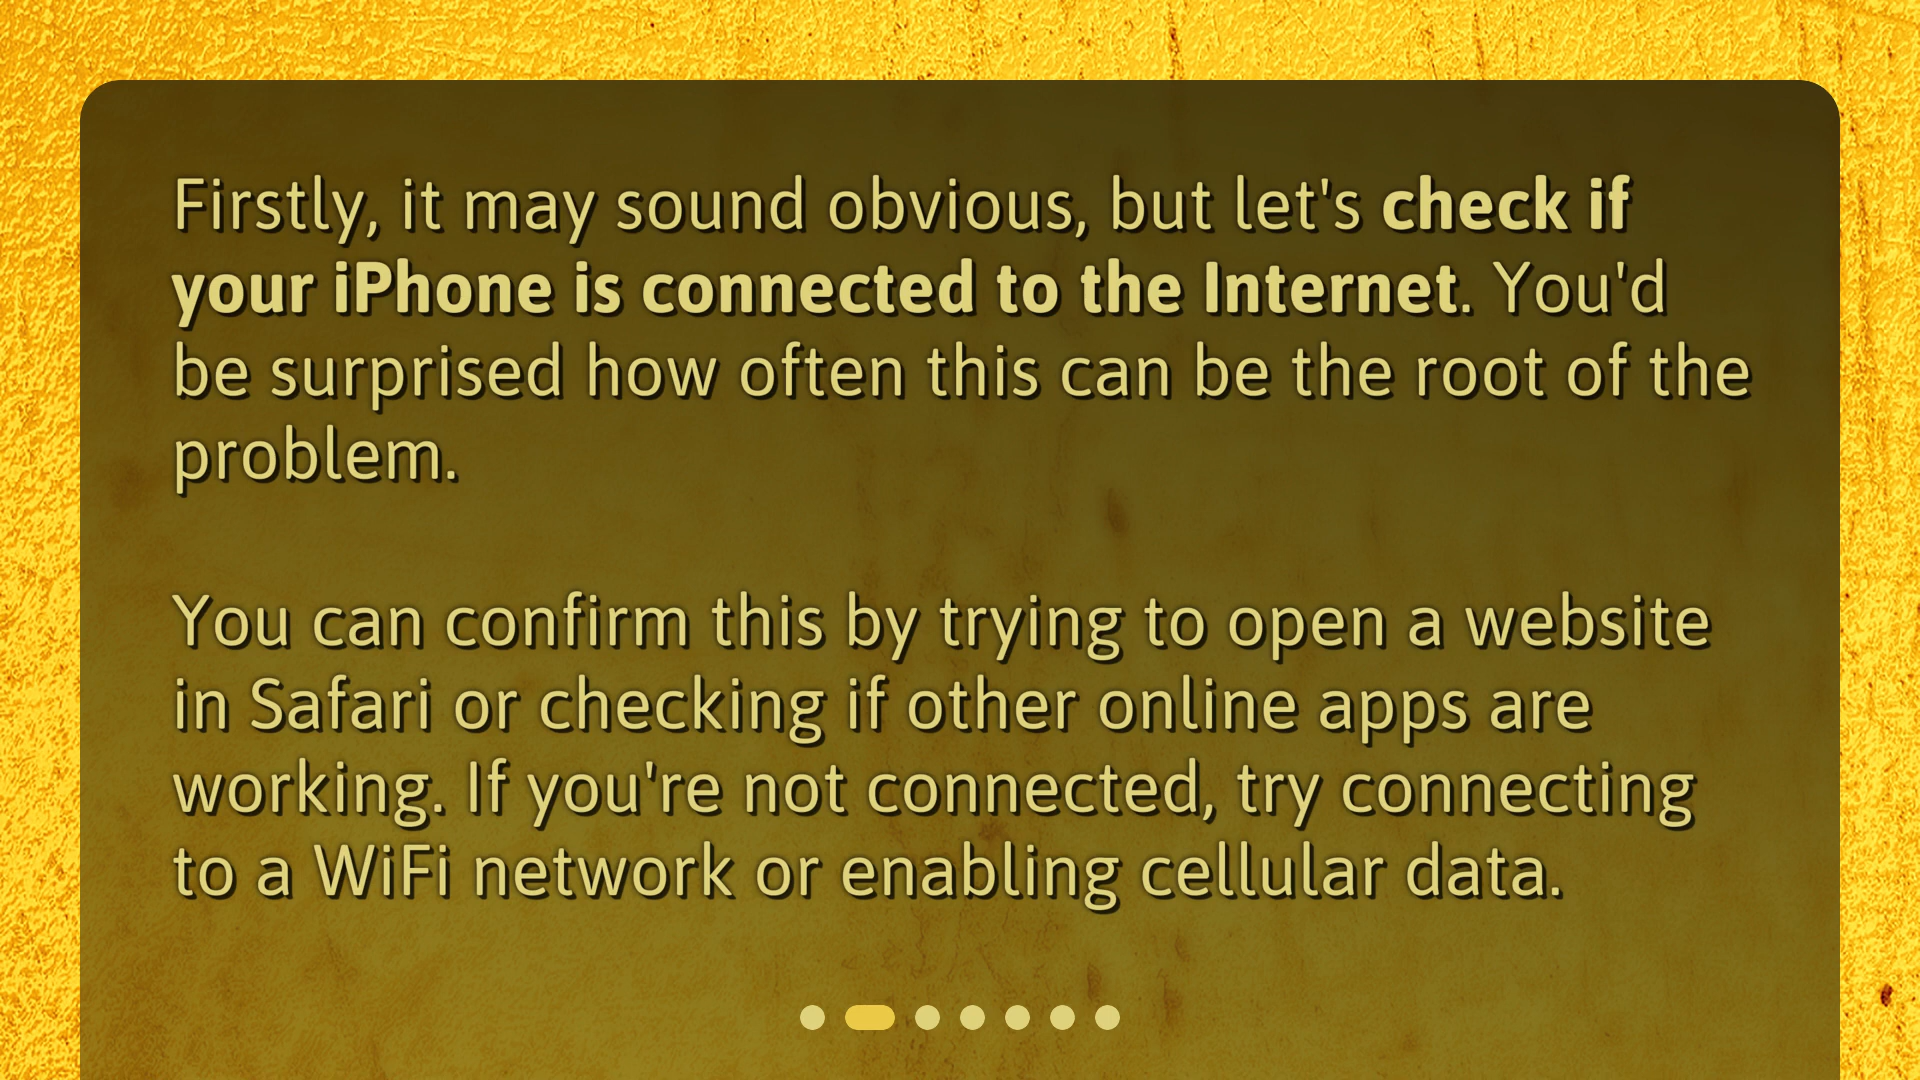 Firstly, it may sound obvious, but let's check if
your iPhone is connected to the Internet. You'd
be surprised how often this can be the root of the
problem.
You can confirm this by trying to open a website
in Safari or checking if other online apps are
working. If you're not connected, try connecting
to a WiFi network or enabling cellular data.